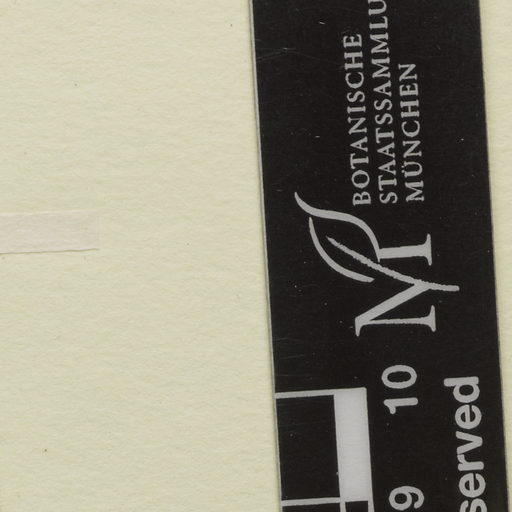 BOTANISCHE
STAATSSAMMLU
MÜNCHEN
M
9 10
served